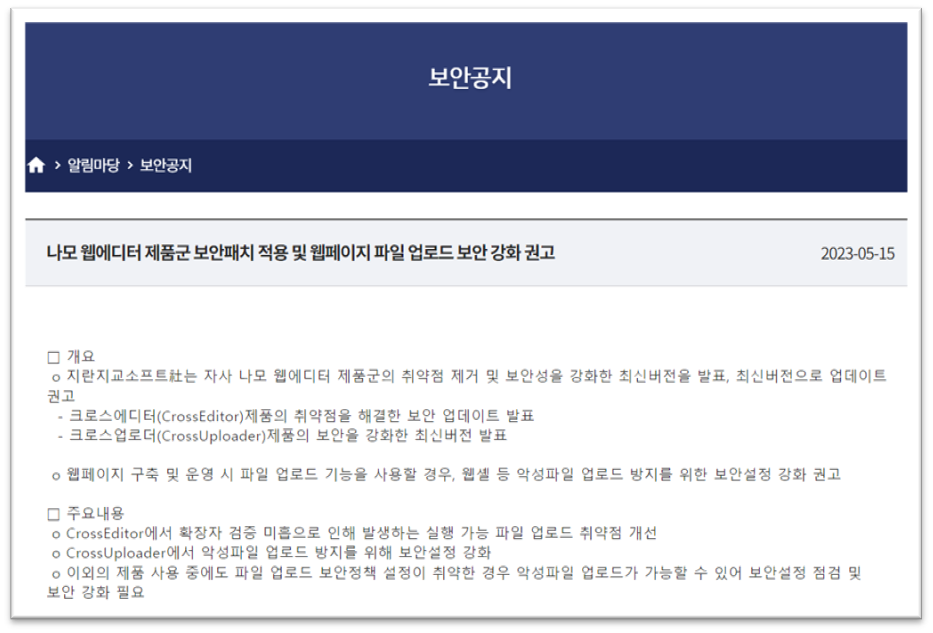 보안공지
> 알림마당 > 보안공지
나모 웹에디터 제품군 보안패치 적용 및 웹페이지 파일 업로드 보안 강화 권고 2023-05-15
□ 개요
o 지란지교소프트社는 자사 나모 웹에디터 제품군의 취약점 제거 및 보안성을 강화한 최신버전을 발표, 최신버전으로 업데이트
권고
- 크로스에디터(CrossEditor)제품의 취약점을 해결한 보안 업데이트 발표
- 크로스업로더(CrossUploader)제품의 보안을 강화한 최신버전 발표
o 웹페이지 구축 및 운영 시 파일 업로드 기능을 사용할 경우, 웹셸 등 악성파일 업로드 방지를 위한 보안설정 강화 권고
□ 주요내용
o CrossEditor에서 확장자 검증 미흡으로 인해 발생하는 실행 가능 파일 업로드 취약점 개선
o CrossUploader에서 악성파일 업로드 방지를 위해 보안설정 강화
o 이외의 제품 사용 중에도 파일 업로드 보안정책 설정이 취약한 경우 악성파일 업로드가 가능할 수 있어 보안설정 점검 및
보안 강화 필요